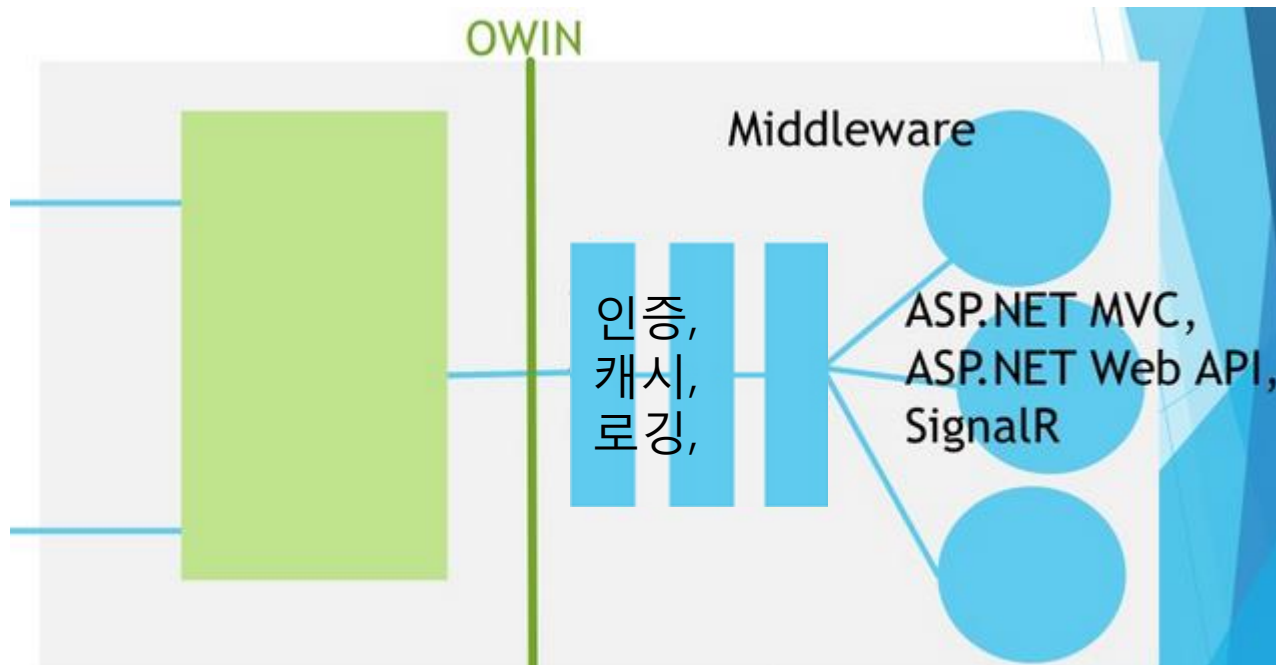 OWIN
Middleware
인증,
캐시,
로깅,
ASP.NET MVC,
ASP.NET Web API,
SignalR